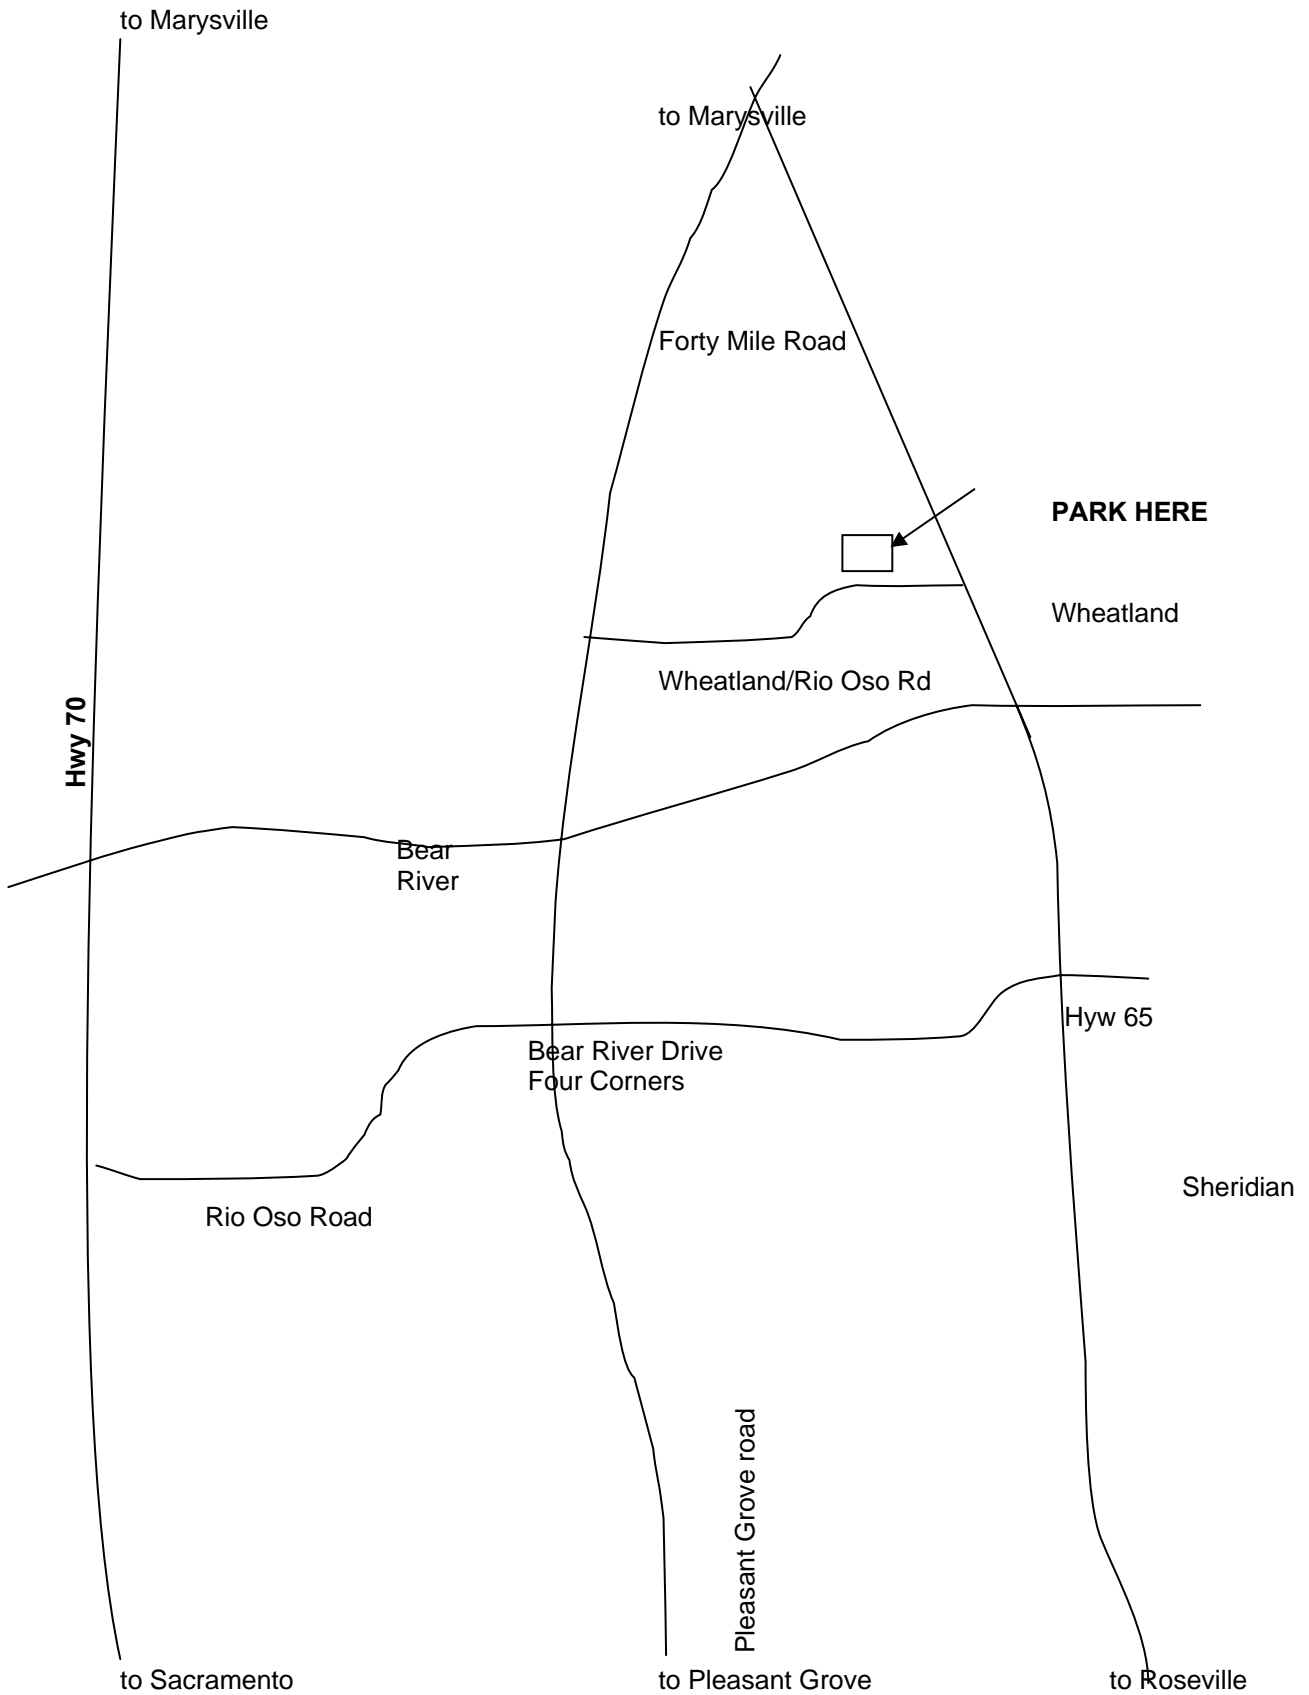 to Marysville
to Marysville
Forty Mile Road
PARK HERE
Wheatland
Wheatland/Rio Oso Rd
Hwy 70
Bear
River
Hyw 65
Bear River Drive
Four Corners
Sheridian
Rio Oso Road
Pleasant Grove road
to Sacramento
to Pleasant Grove
to Roseville